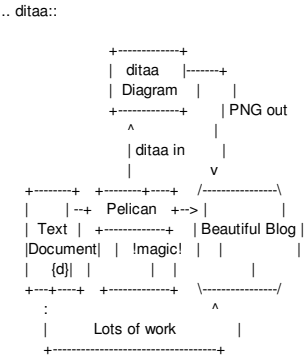 .. ditaa::
+-------------+
| ditaa |-------+
| Diagram | |
+-------------+ | PNG out
^ |
| ditaa in |
| v
+--------+ +--------+----+ /----------------\
| | --+ Pelican +--> | |
| Text | +-------------+ | Beautiful Blog |
|Document| | !magic! | | |
| {d}| | | | |
+---+----+ +-------------+ \----------------/
: ^
| Lots of work |
+-----------------------------------+